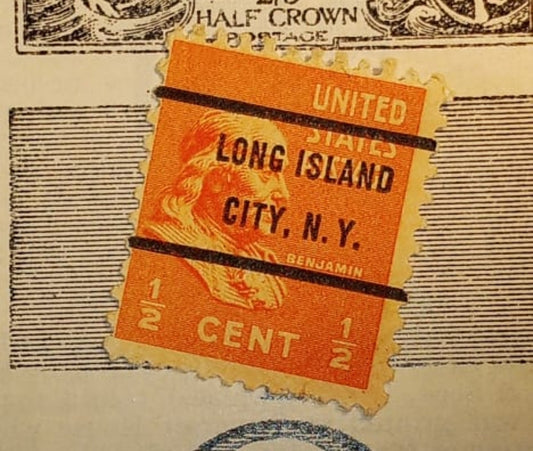 HALF CROWN
POSTAGE
UNITED
STATES
LONG ISLAND
CITY, N. Y.
BENJAMIN
1/2 CENT 1/2